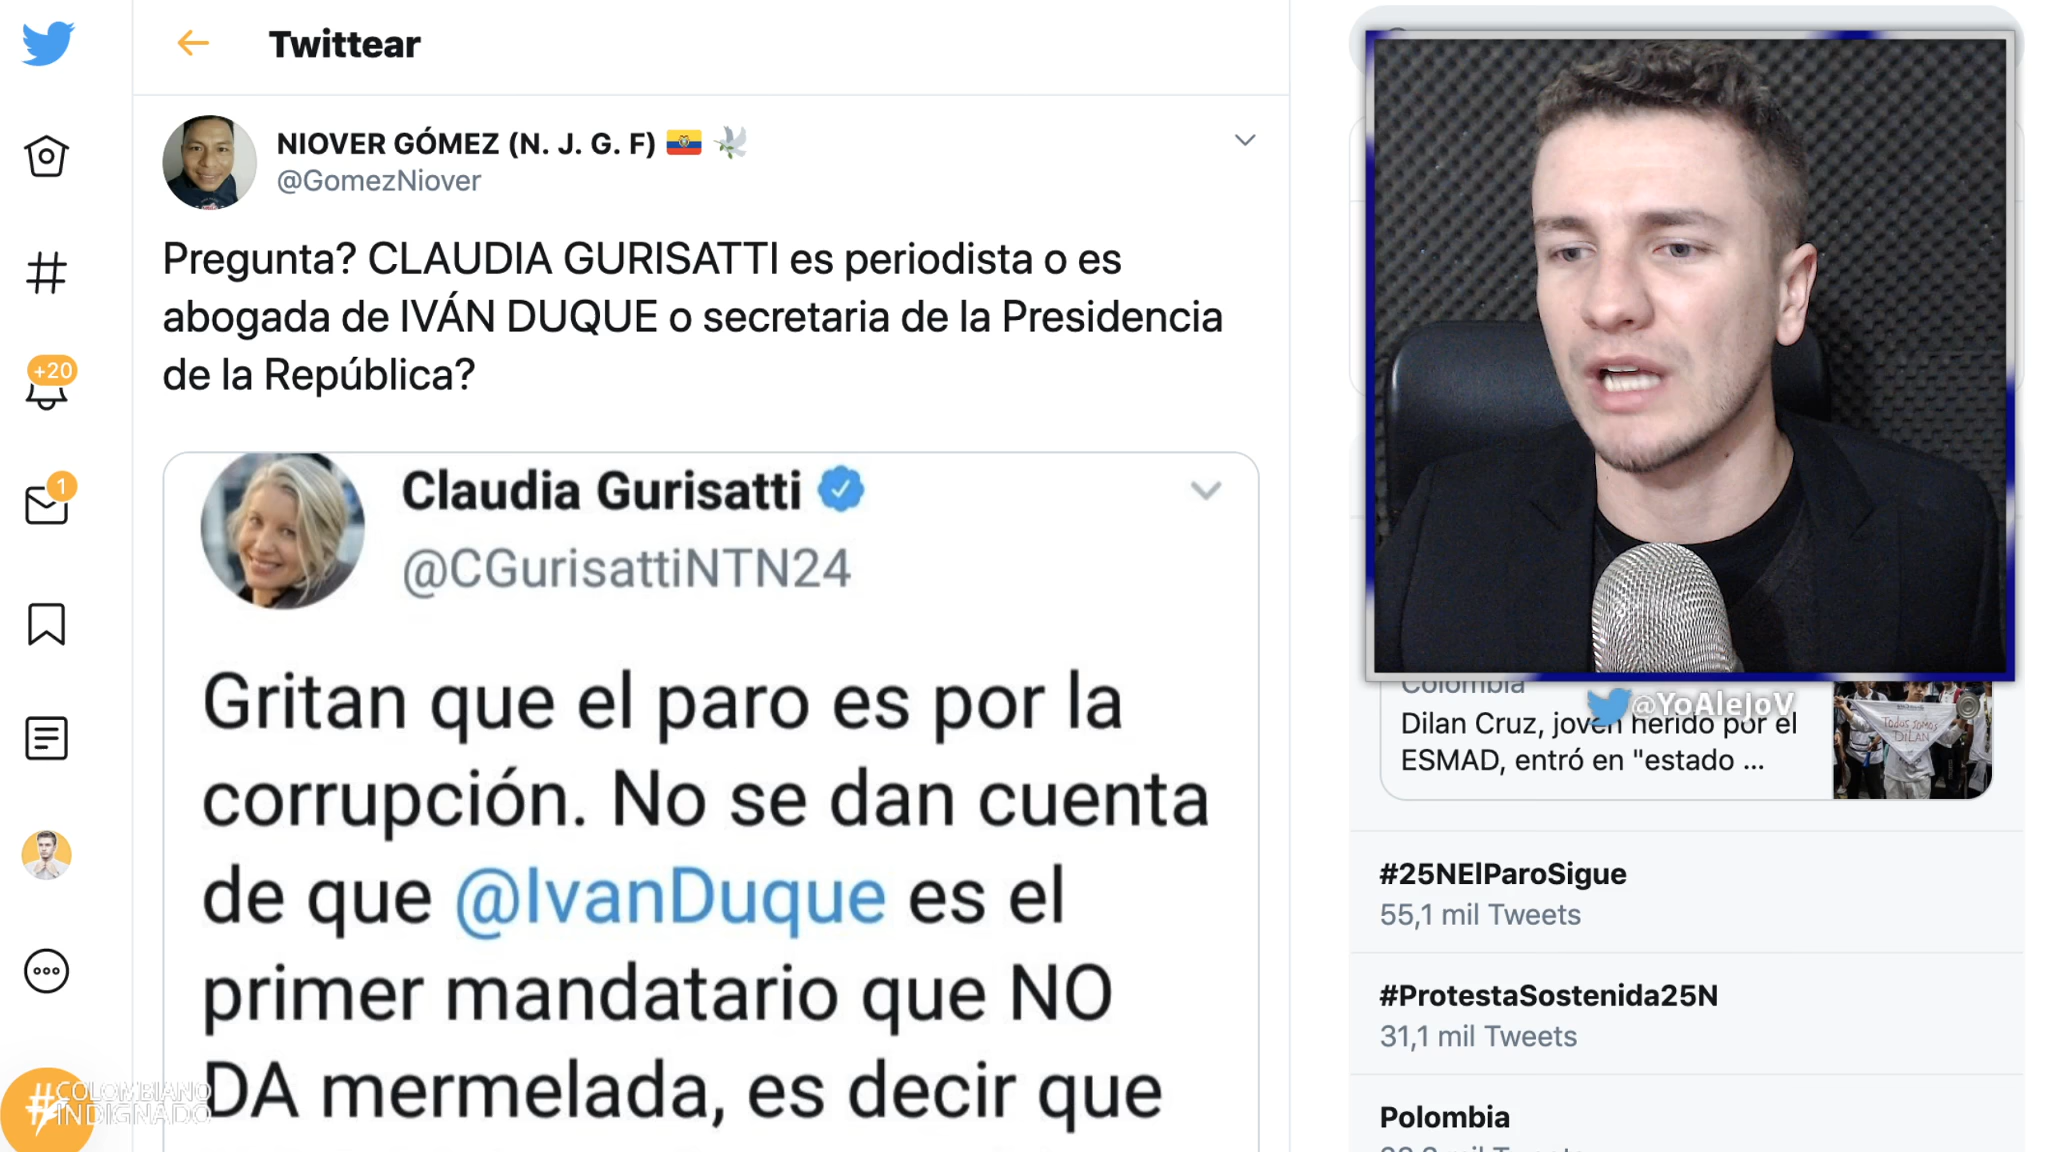 Twittear
NIOVER GÓMEZ (N. J. G. F)
@GomezNiover
Pregunta? CLAUDIA GURISATTI es periodista o es
abogada de IVÁN DUQUE o secretaria de la Presidencia
de la República?
+20
1
Claudia Gurisatti
@CGurisattiNTN24
Gritan que el paro es por la
corrupción. No se dan cuenta
de que @IvanDuque es el
primer mandatario que NO
DA mermelada, es decir que
#COLOMBIANO
INDIGNADO
Colombia
@YoAleJoV
Dilan Cruz, joven herido por el
ESMAD, entró en "estado ...
Todos somos
DILAN
#25NElParoSigue
55,1 mil Tweets
#ProtestaSostenida25N
31,1 mil Tweets
Polombia